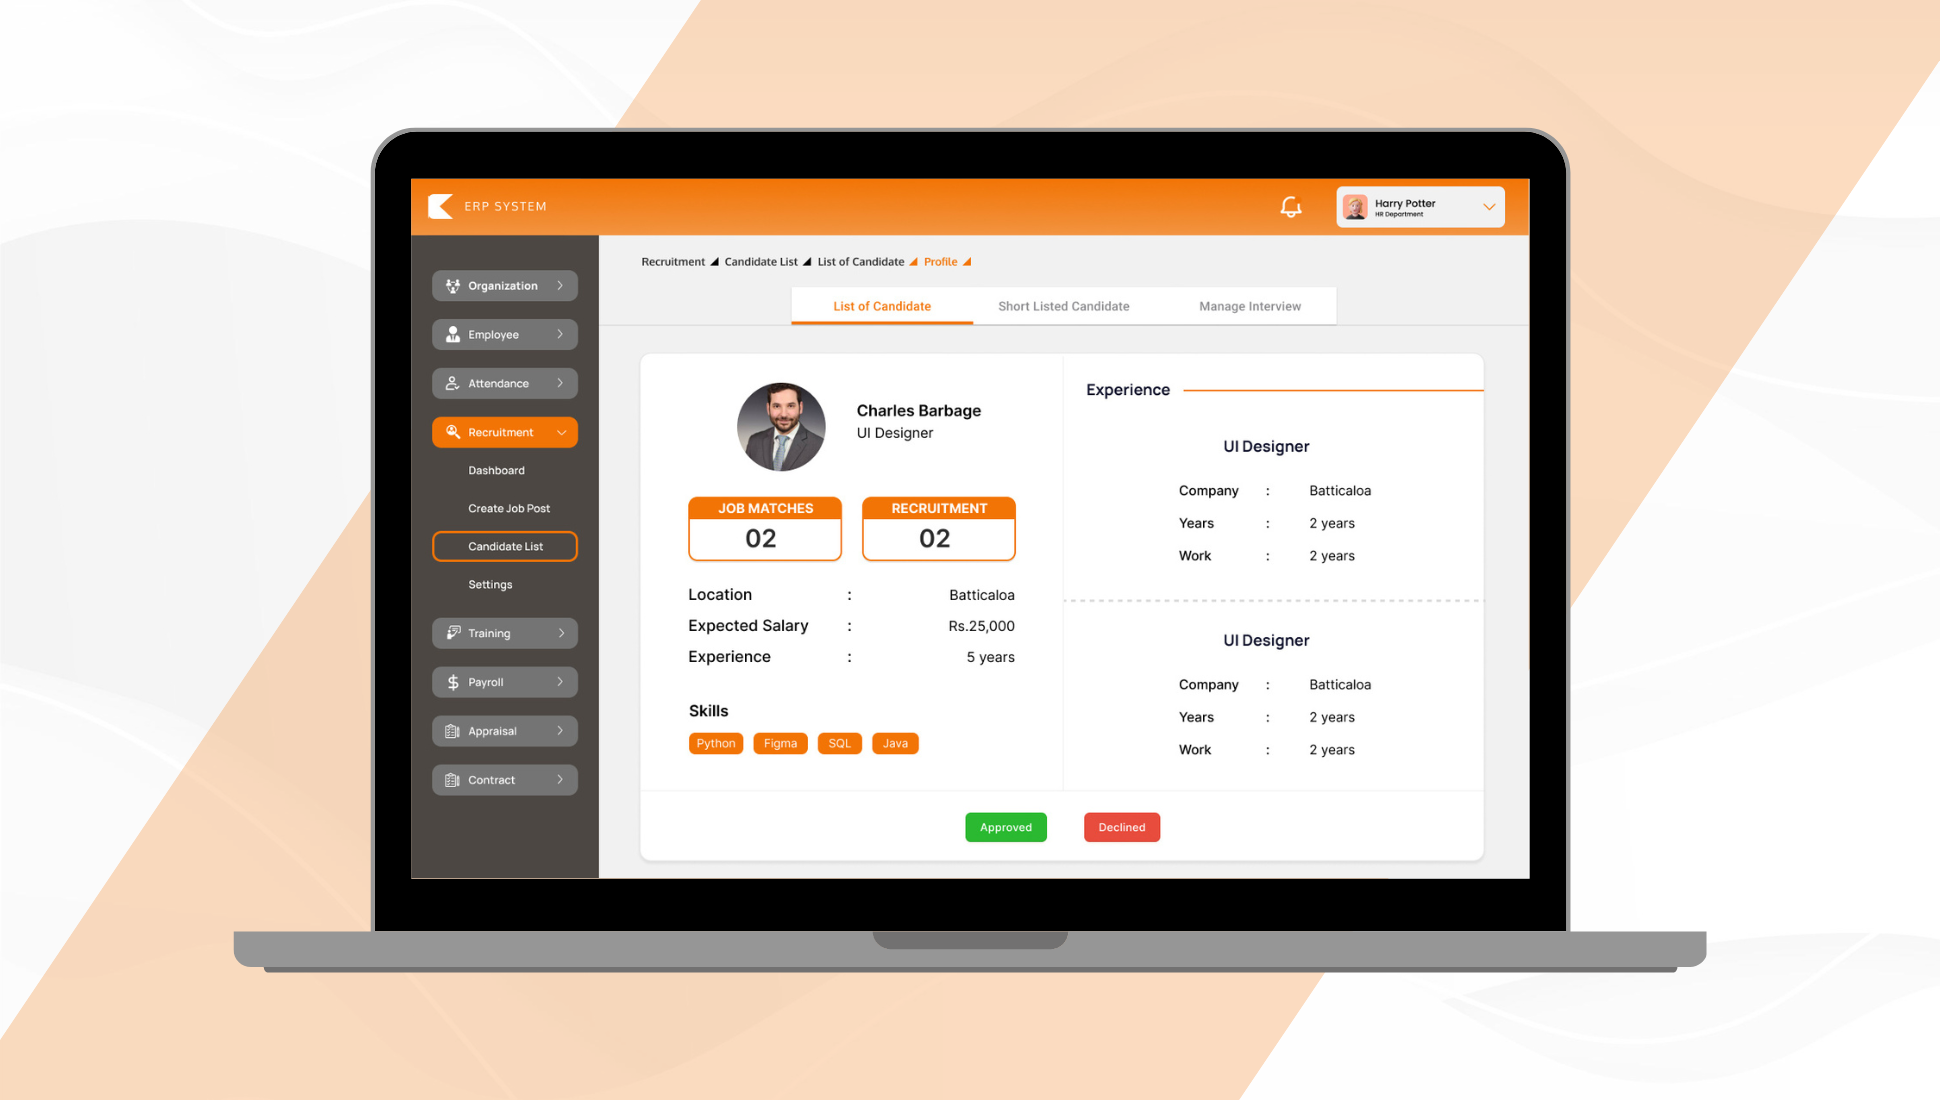 ERP SYSTEM
Harry Potter
HR Department
Organization
Employee
Attendance
Recruitment
Dashboard
Create Job Post
Candidate List
Settings
Training
$ Payroll
Appraisal
Contract
Recruitment Candidate List List of Candidate Profile
List of Candidate Short Listed Candidate Manage Interview
Charles Barbage
UI Designer
JOB MATCHES
02
RECRUITMENT
02
Location : Batticaloa
Expected Salary : Rs.25,000
Experience : 5 years
Skills
Python Figma SQL Java
Experience
UI Designer
Company : Batticaloa
Years : 2 years
Work : 2 years
UI Designer
Company : Batticaloa
Years : 2 years
Work : 2 years
Approved Declined